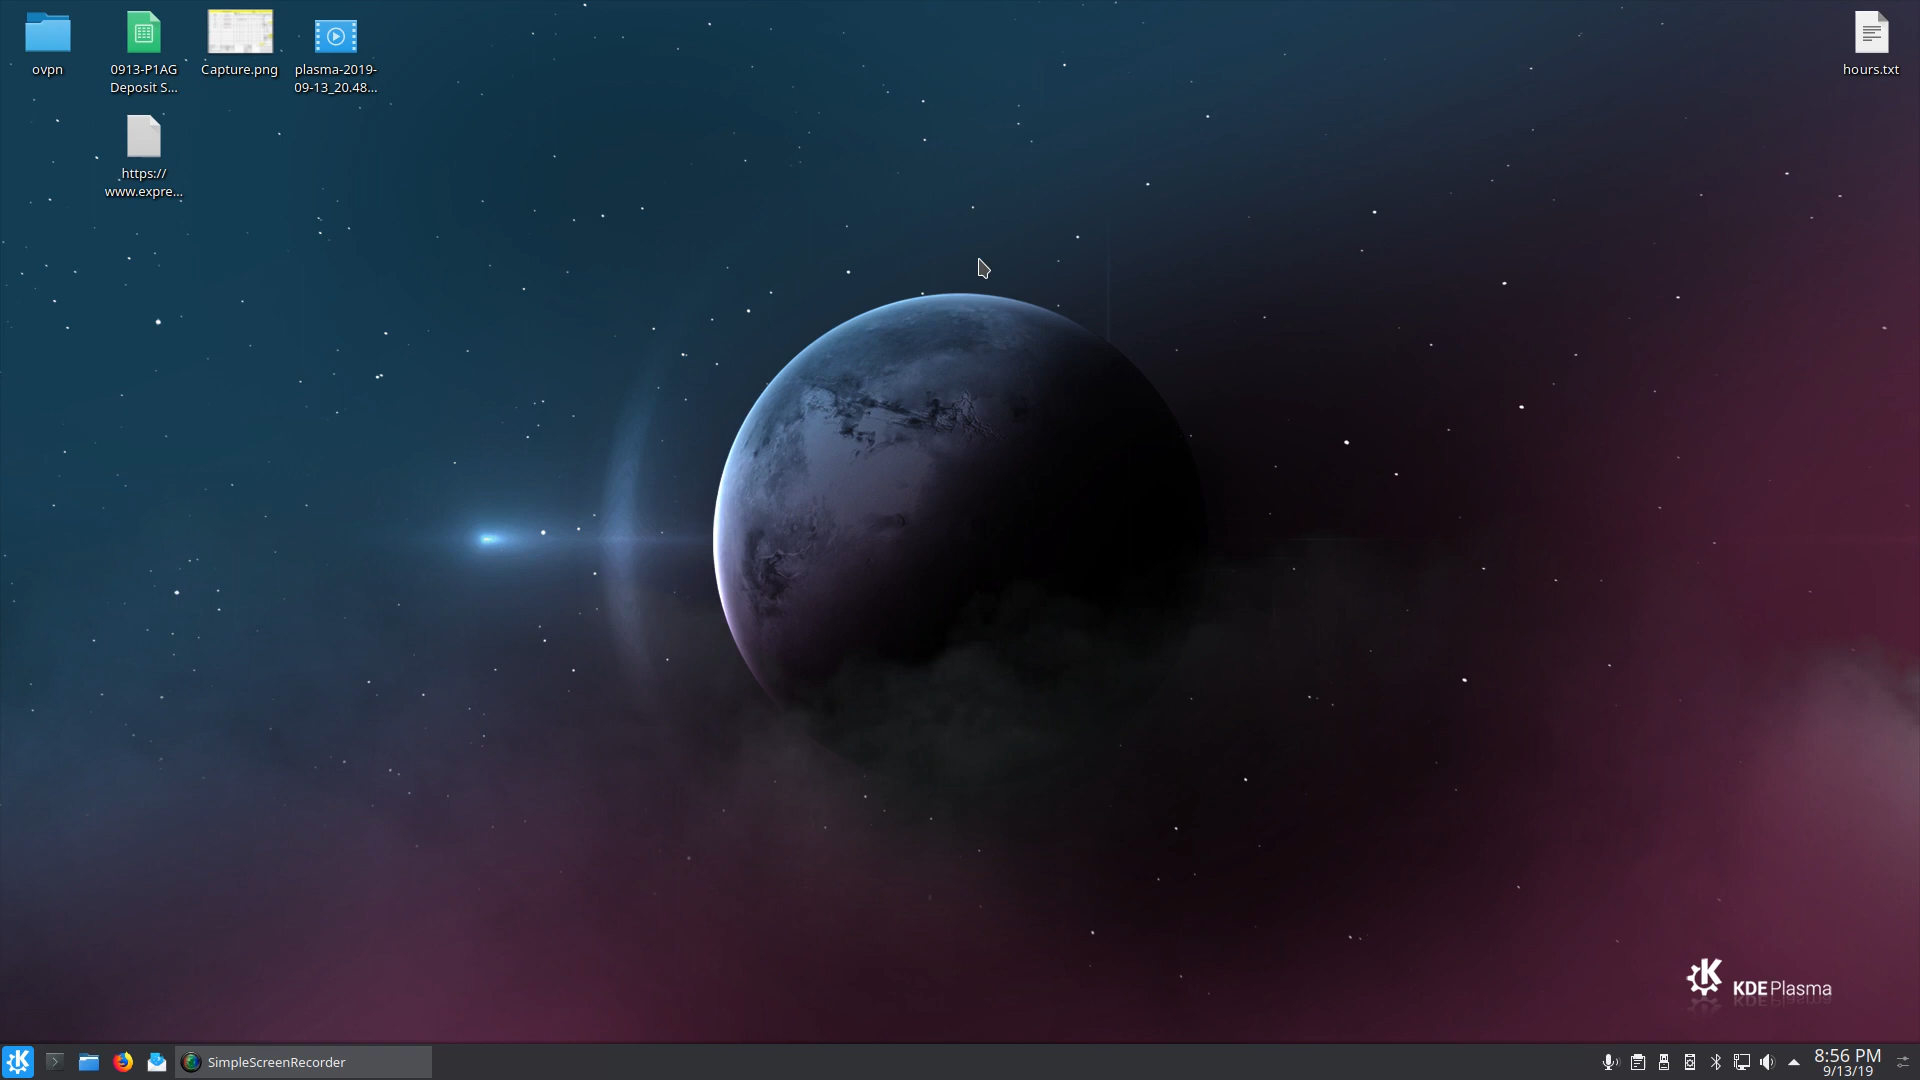 ovpn
0913-P1AG
Deposit S...
Capture.png
plasma-2019-
09-13_20.48...
hours.txt
https://
www.expre...
KDE Plasma
SimpleScreenRecorder
8:56 PM
9/13/19